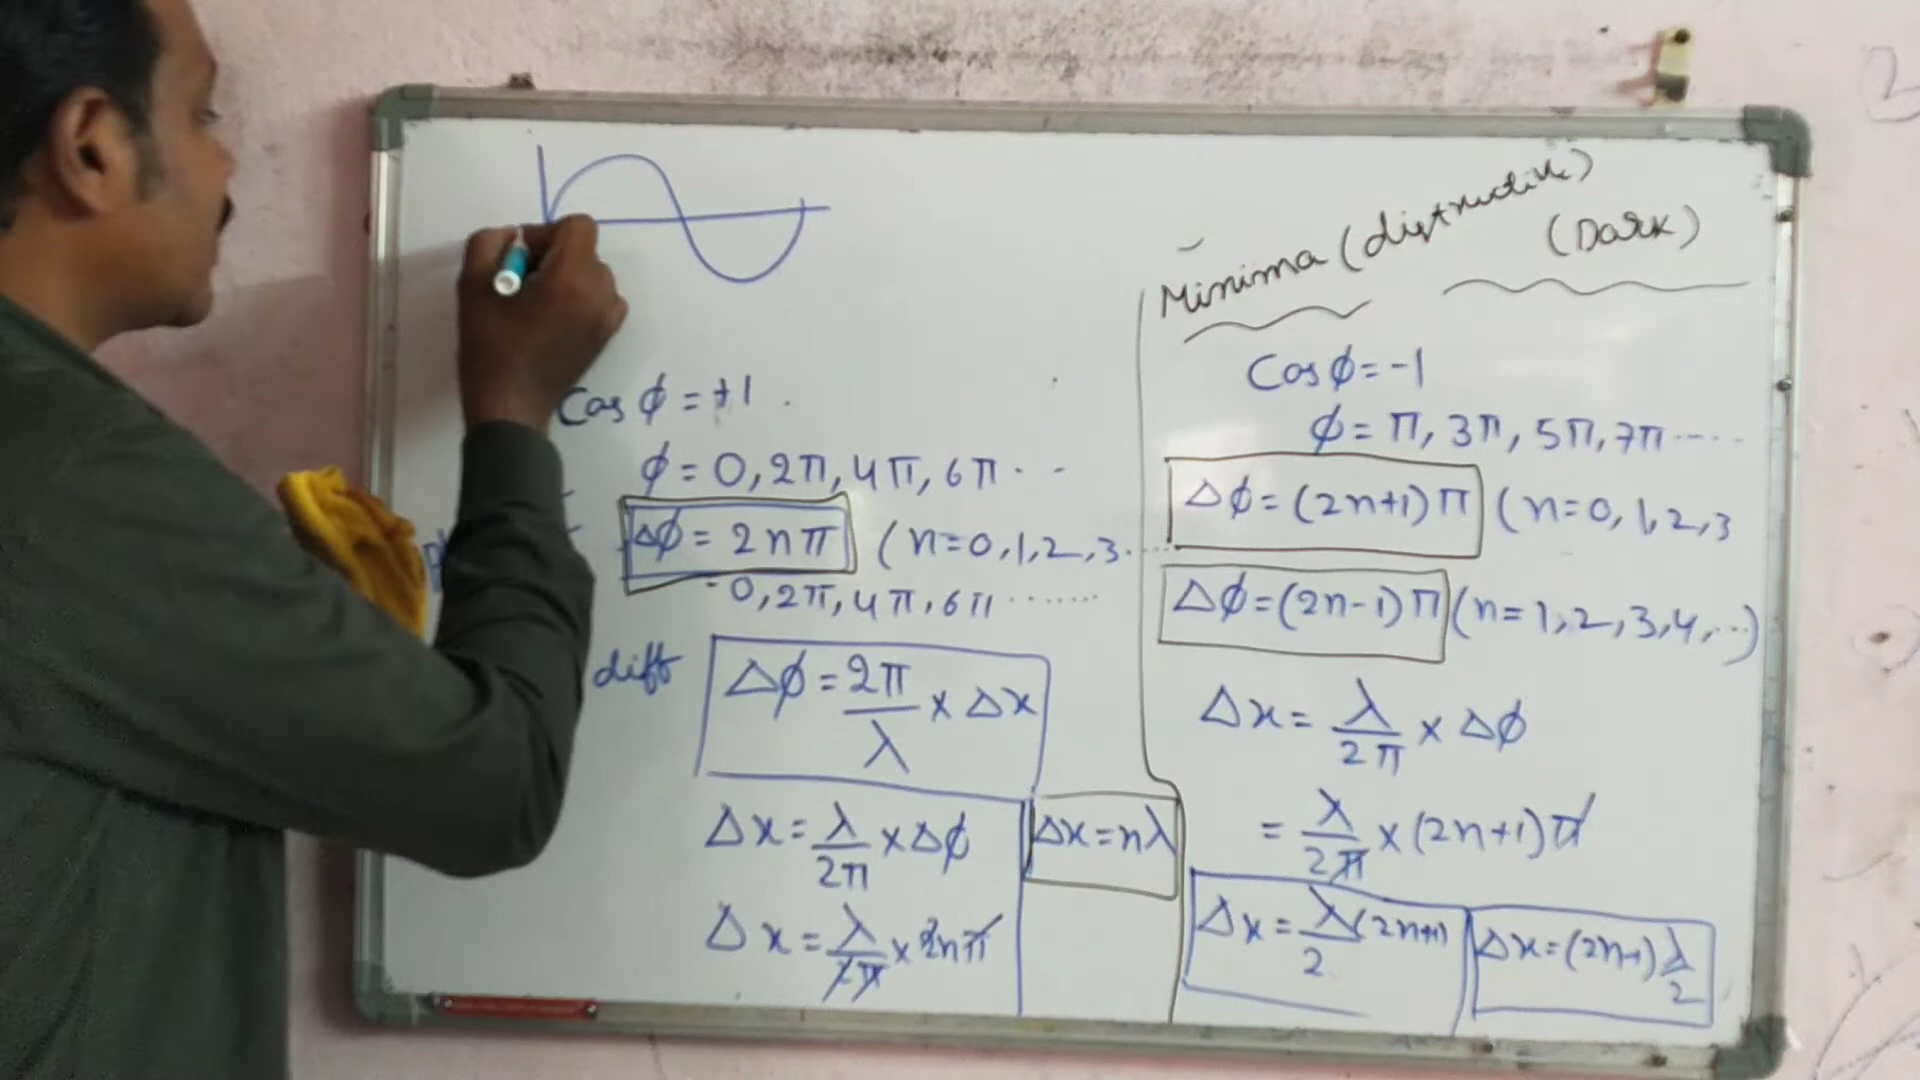 Cos ϕ = +1
ϕ = 0, 2π, 4π, 6π . . .
Δϕ = 2nπ (n=0,1,2,3.....
= 0, 2π, 4π, 6π ........
diff Δϕ = 2π/λ × Δx
Δx = λ/2π × Δϕ
Δx = nλ
Δx = λ/2π × 2nπ
Minima (distructive)
(Dark)
Cos ϕ = -1
ϕ = π, 3π, 5π, 7π .....
Δϕ = (2n+1) π (n=0, 1, 2, 3
Δϕ = (2n-1) π (n= 1, 2, 3, 4, ...)
Δx = λ/2π × Δϕ
= λ/2π × (2n+1) π
Δx = λ/2 (2n+1)
Δx = (2n-1) λ/2